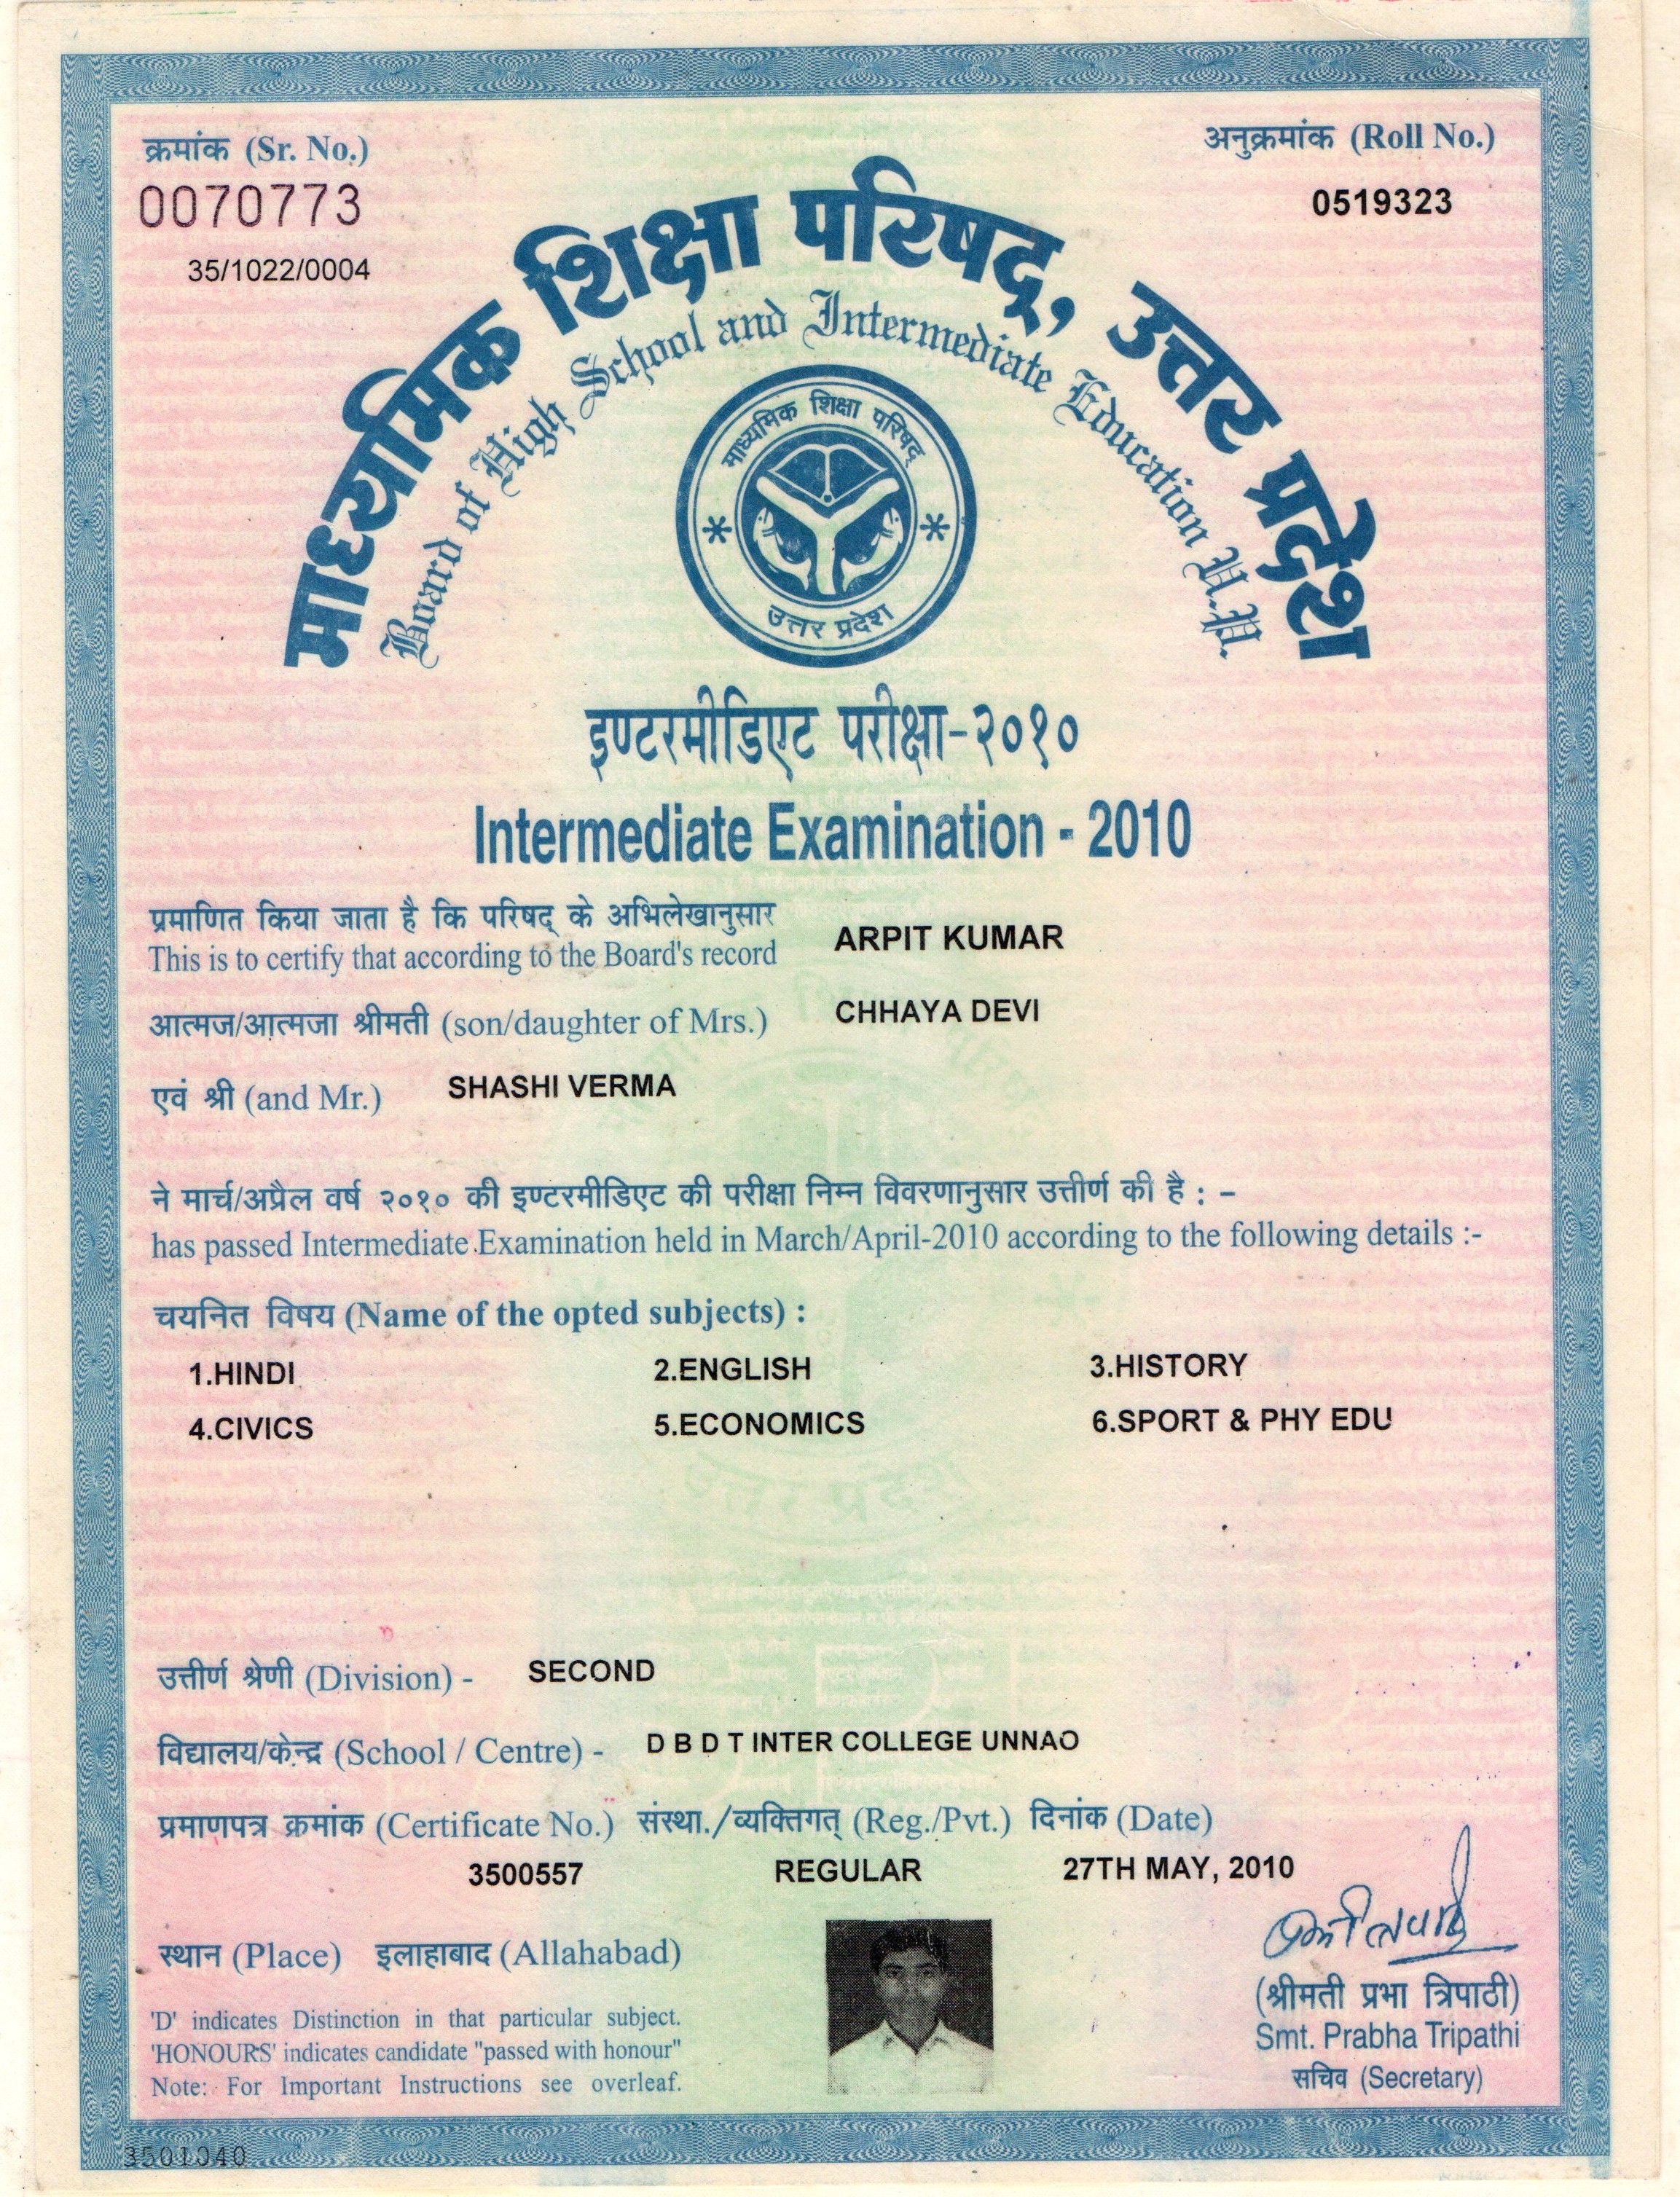 क्रमांक (Sr. No.)
0070773
35/1022/0004
अनुक्रमांक (Roll No.)
0519323
माध्यमिक शिक्षा परिषद्, उत्तर प्रदेश
Board of High School and Intermediate Education U.P.
माध्यमिक शिक्षा परिषद्
उत्तर प्रदेश
इण्टरमीडिएट परीक्षा-२०१०
Intermediate Examination - 2010
प्रमाणित किया जाता है कि परिषद् के अभिलेखानुसार
This is to certify that according to the Board's record ARPIT KUMAR
आत्मज/आत्मजा श्रीमती (son/daughter of Mrs.) CHHAYA DEVI
एवं श्री (and Mr.) SHASHI VERMA
ने मार्च/अप्रैल वर्ष २०१० की इण्टरमीडिएट की परीक्षा निम्न विवरणानुसार उत्तीर्ण की है : –
has passed Intermediate Examination held in March/April-2010 according to the following details :-
चयनित विषय (Name of the opted subjects) :
1.HINDI 2.ENGLISH 3.HISTORY
4.CIVICS 5.ECONOMICS 6.SPORT & PHY EDU
उत्तर प्रदेश
उत्तीर्ण श्रेणी (Division) - SECOND
विद्यालय/केन्द्र (School / Centre) - D B D T INTER COLLEGE UNNAO
प्रमाणपत्र क्रमांक (Certificate No.) संस्था./व्यक्तिगत् (Reg./Pvt.) दिनांक (Date)
3500557 REGULAR 27TH MAY, 2010
स्थान (Place) इलाहाबाद (Allahabad)
'D' indicates Distinction in that particular subject.
'HONOURS' indicates candidate "passed with honour"
Note: For Important Instructions see overleaf.
(श्रीमती प्रभा त्रिपाठी)
Smt. Prabha Tripathi
सचिव (Secretary)
3501040